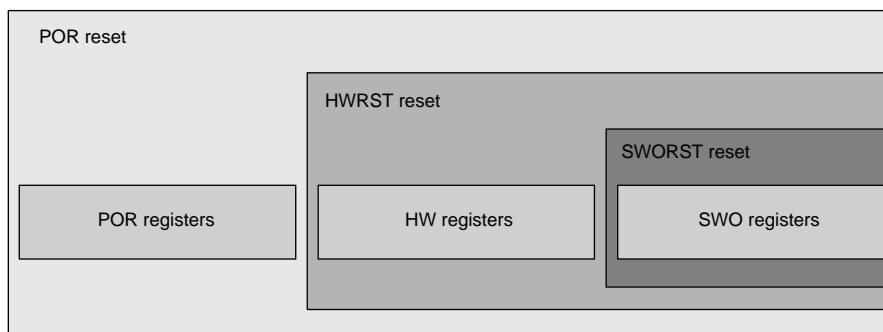 POR reset
HWRST reset
SWORST reset
POR registers
HW registers
SWO registers